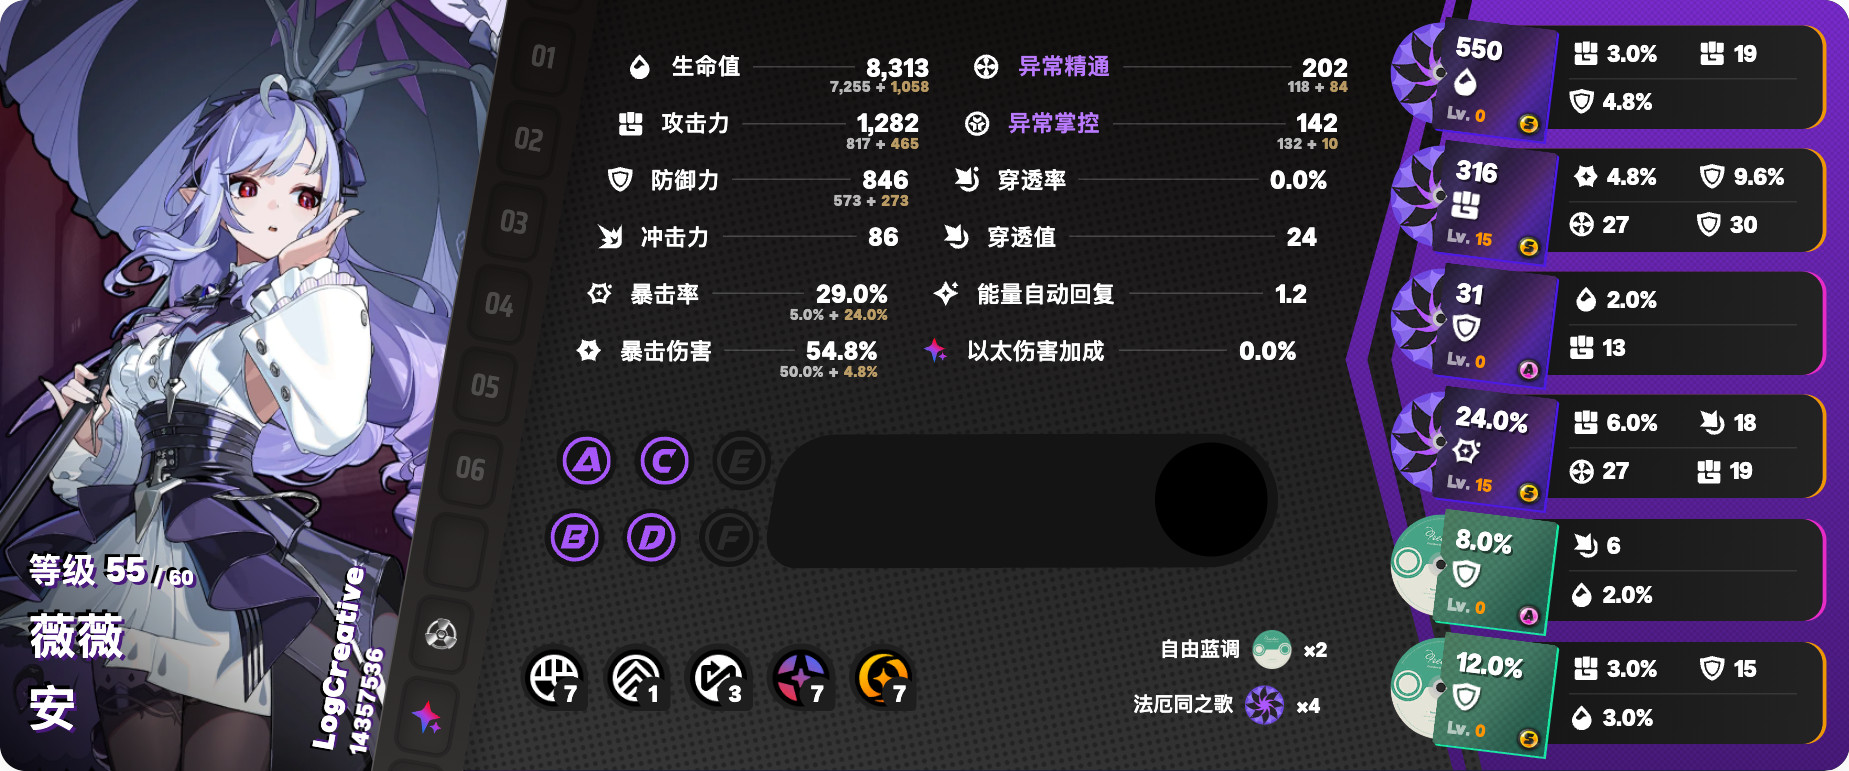 01
02
03
04
05
06
等级 55 / 60
薇薇
安
LogCreative
14357536
生命值 8,313
7,255 + 1,058
攻击力 1,282
817 + 465
防御力 846
573 + 273
冲击力 86
暴击率 29.0%
5.0% + 24.0%
暴击伤害 54.8%
50.0% + 4.8%
异常精通 202
118 + 84
异常掌控 142
132 + 10
穿透率 0.0%
穿透值 24
能量自动回复 1.2
以太伤害加成 0.0%
A C E
B D F
7 1 3 7 7
自由蓝调 ×2
法厄同之歌 ×4
550
Lv. 0 S
3.0% 19
4.8%
316
Lv. 15 S
4.8% 9.6%
27 30
31
Lv. 0 A
2.0%
13
24.0%
Lv. 15 S
6.0% 18
27 19
8.0%
Lv. 0 A
6
2.0%
12.0%
Lv. 0 S
3.0% 15
3.0%